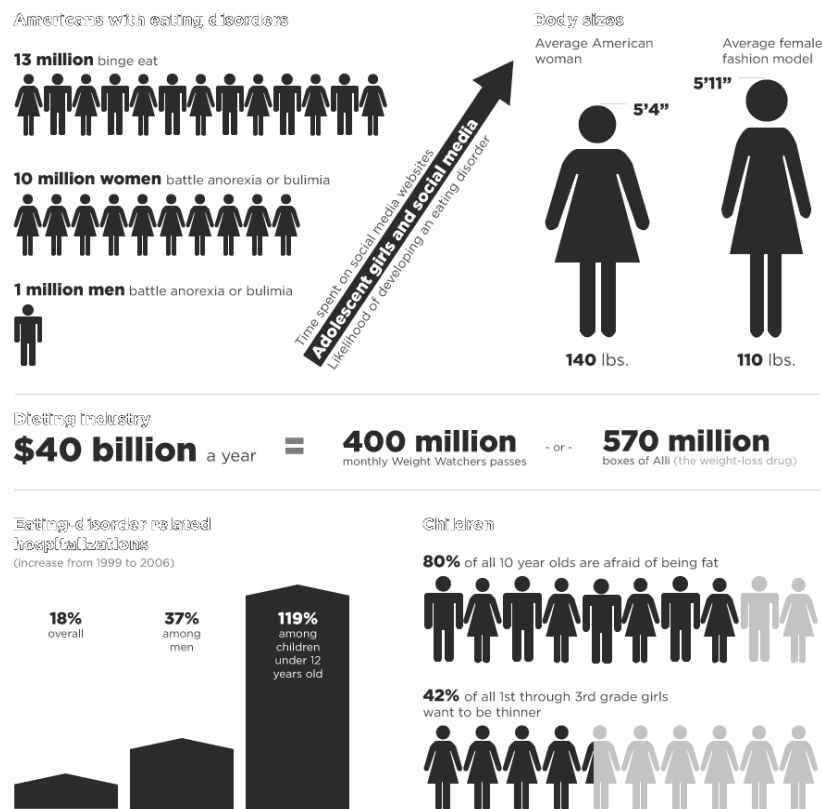 Americans with eating disorders
13 million binge eat
10 million women battle anorexia or bulimia
1 million men battle anorexia or bulimia
Time spent on social media websites
Adolescent girls and social media
Likelihood of developing an eating disorder
Body sizes
Average American
woman
5’4”
140 lbs.
Average female
fashion model
5’11”
110 lbs.
Dieting industry
$40 billion a year = 400 million - or - 570 million
monthly Weight Watchers passes boxes of Alli (the weight-loss drug)
Eating-disorder related
hospitalizations
(increase from 1999 to 2006)
18%
overall
37%
among
men
119%
among
children
under 12
years old
Children
80% of all 10 year olds are afraid of being fat
42% of all 1st through 3rd grade girls
want to be thinner